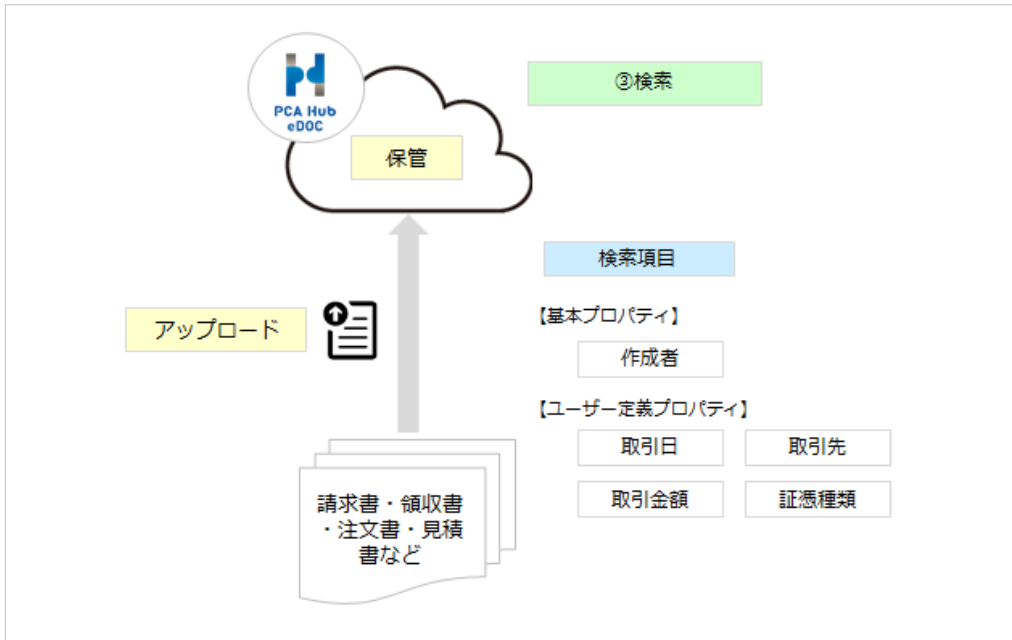 PCA Hub
eDOC
保管
③検索
検索項目
アップロード
【基本プロパティ】
作成者
【ユーザー定義プロパティ】
取引日
取引先
取引金額
証憑種類
請求書・領収書
・注文書・見積
書など